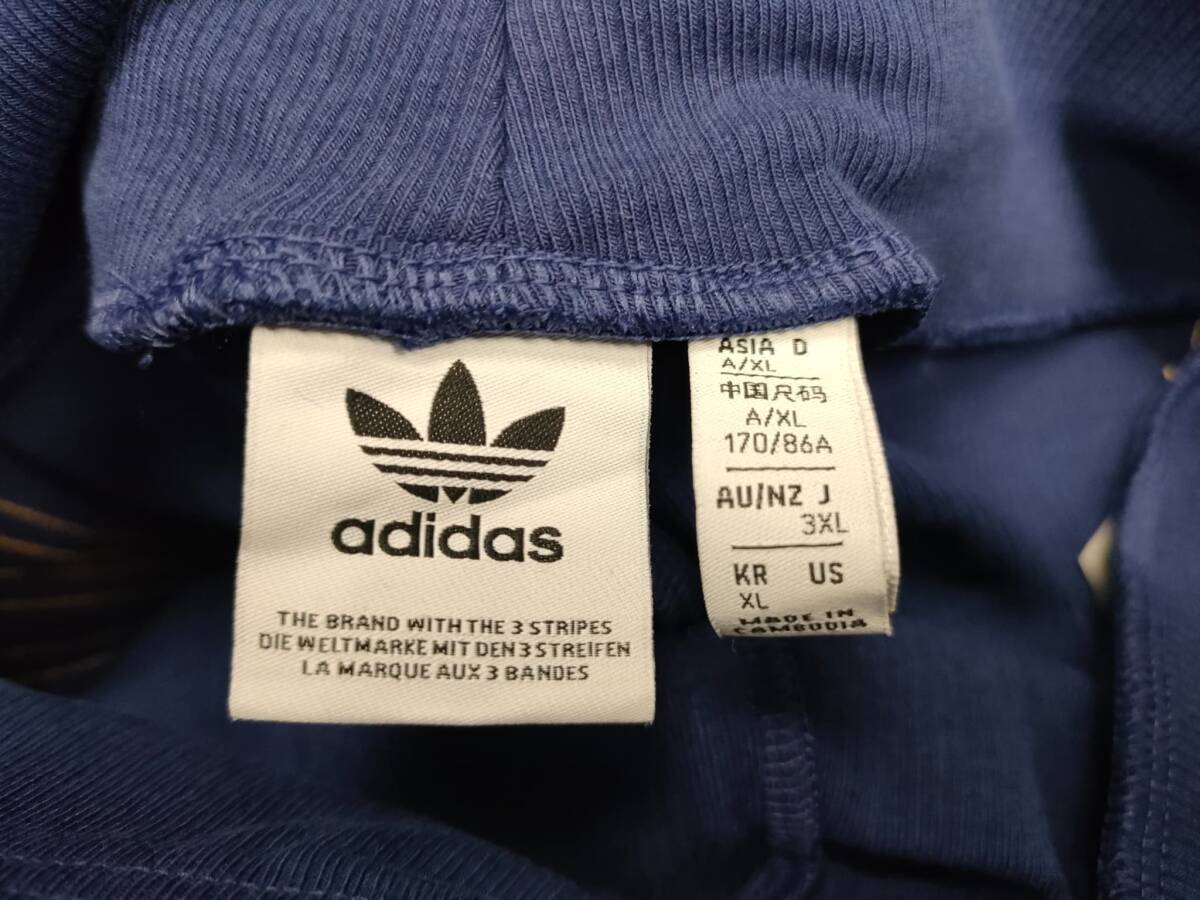 adidas
THE BRAND WITH THE 3 STRIPES
DIE WELTMARKE MIT DEN 3 STREIFEN
LA MARQUE AUX 3 BANDES
ASIA D
A/XL
中国尺码
A/XL
170/86A
AU/NZ J
3XL
KR US
XL
MADE IN
CAMBODIA